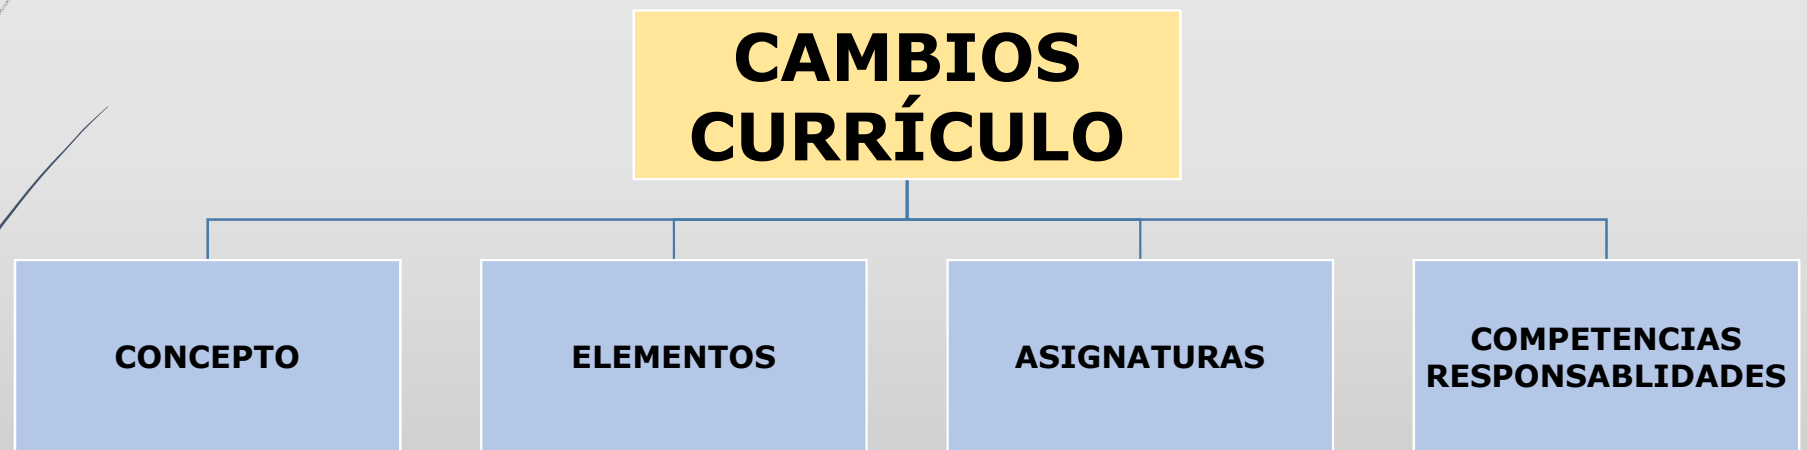 CAMBIOS
CURRÍCULO
CONCEPTO
ELEMENTOS
ASIGNATURAS
COMPETENCIAS
RESPONSABLIDADES